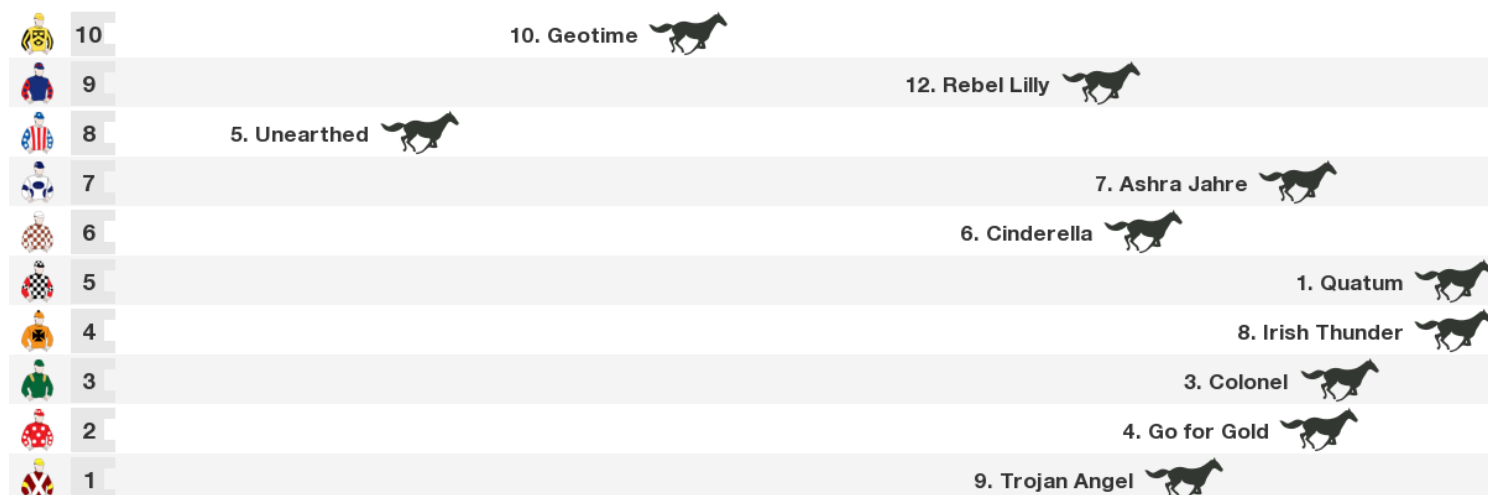 10 10. Geotime
9 12. Rebel Lilly
8 5. Unearthed
7 7. Ashra Jahre
6 6. Cinderella
5 1. Quatum
4 8. Irish Thunder
3 3. Colonel
2 4. Go for Gold
1 9. Trojan Angel